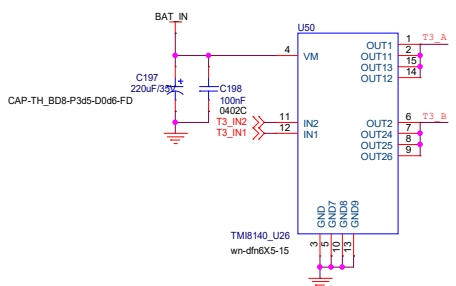 BAT_IN
U50
C197
220uF/35V
CAP-TH_BD8-P3d5-D0d6-FD
C198
100nF
0402C
T3_IN2
T3_IN1
4
11
12
VM
IN2
IN1
OUT1
OUT11
OUT13
OUT12
1
2
15
14
T3_A
OUT2
OUT24
OUT25
OUT26
6
7
8
9
T3_B
GND
GND7
GND8
GND9
3
5
10
13
TMI8140_U26
wn-dfn6X5-15